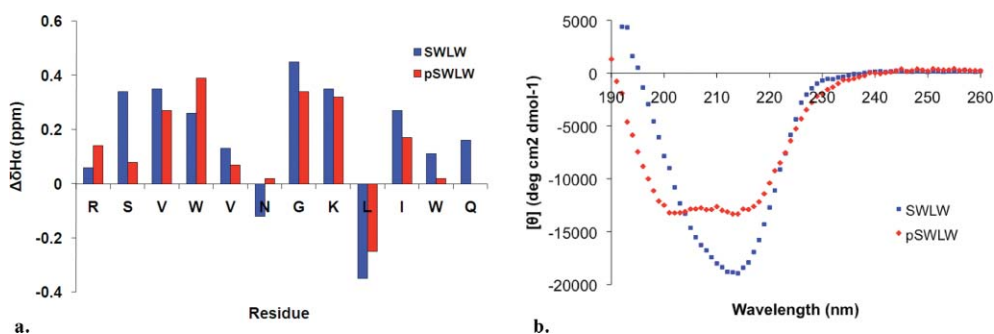 0.6
0.4
0.2
0
-0.2
-0.4
ΔδHα (ppm)
SWLW
pSWLW
R S V W V N G K L I W Q
Residue
a.
5000
0
-5000
-10000
-15000
-20000
[θ] (deg cm2 dmol-1)
190 200 210 220 230 240 250 260
SWLW
pSWLW
Wavelength (nm)
b.